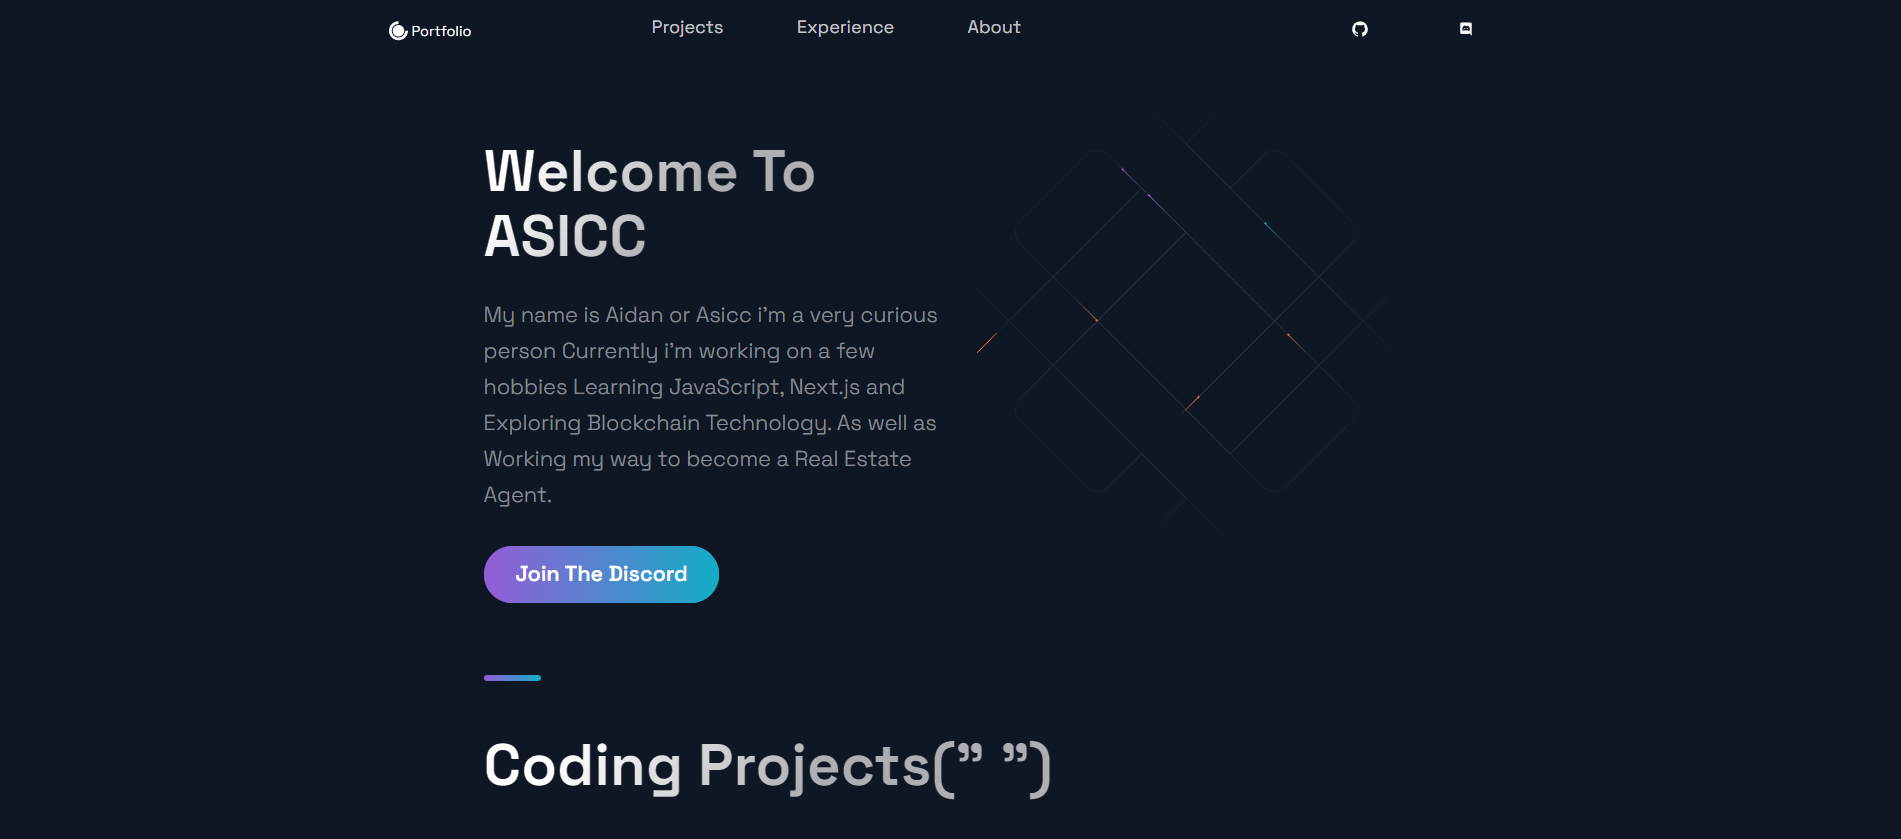 Portfolio
Projects
Experience
About
Welcome To
ASICC
My name is Aidan or Asicc i’m a very curious
person Currently i’m working on a few
hobbies Learning JavaScript, Next.js and
Exploring Blockchain Technology. As well as
Working my way to become a Real Estate
Agent.
Join The Discord
Coding Projects(” ”)